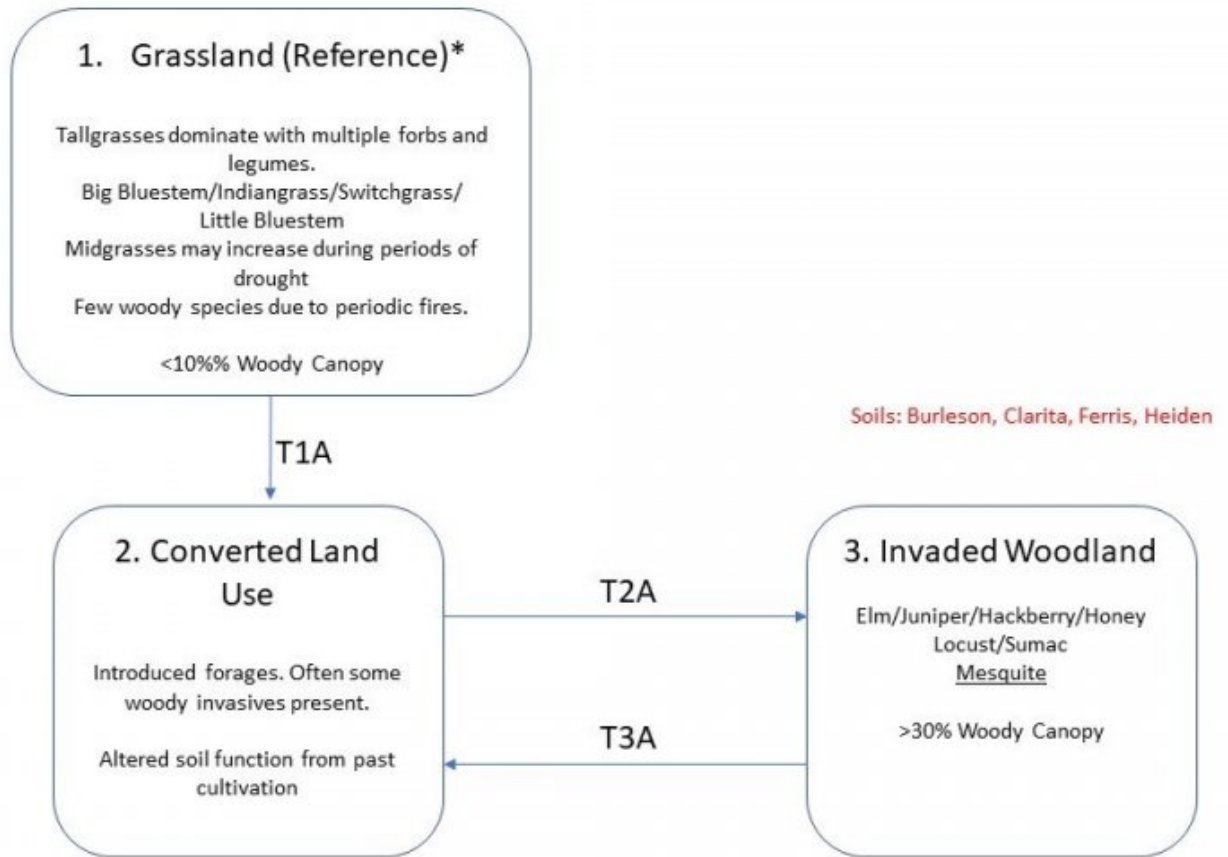 1. Grassland (Reference)*
Tallgrasses dominate with multiple forbs and
legumes.
Big Bluestem/Indiangrass/Switchgrass/
Little Bluestem
Midgrasses may increase during periods of
drought
Few woody species due to periodic fires.
<10%% Woody Canopy
Soils: Burleson, Clarita, Ferris, Heiden
T1A
2. Converted Land
Use
Introduced forages. Often some
woody invasives present.
Altered soil function from past
cultivation
T2A
T3A
3. Invaded Woodland
Elm/Juniper/Hackberry/Honey
Locust/Sumac
Mesquite
>30% Woody Canopy